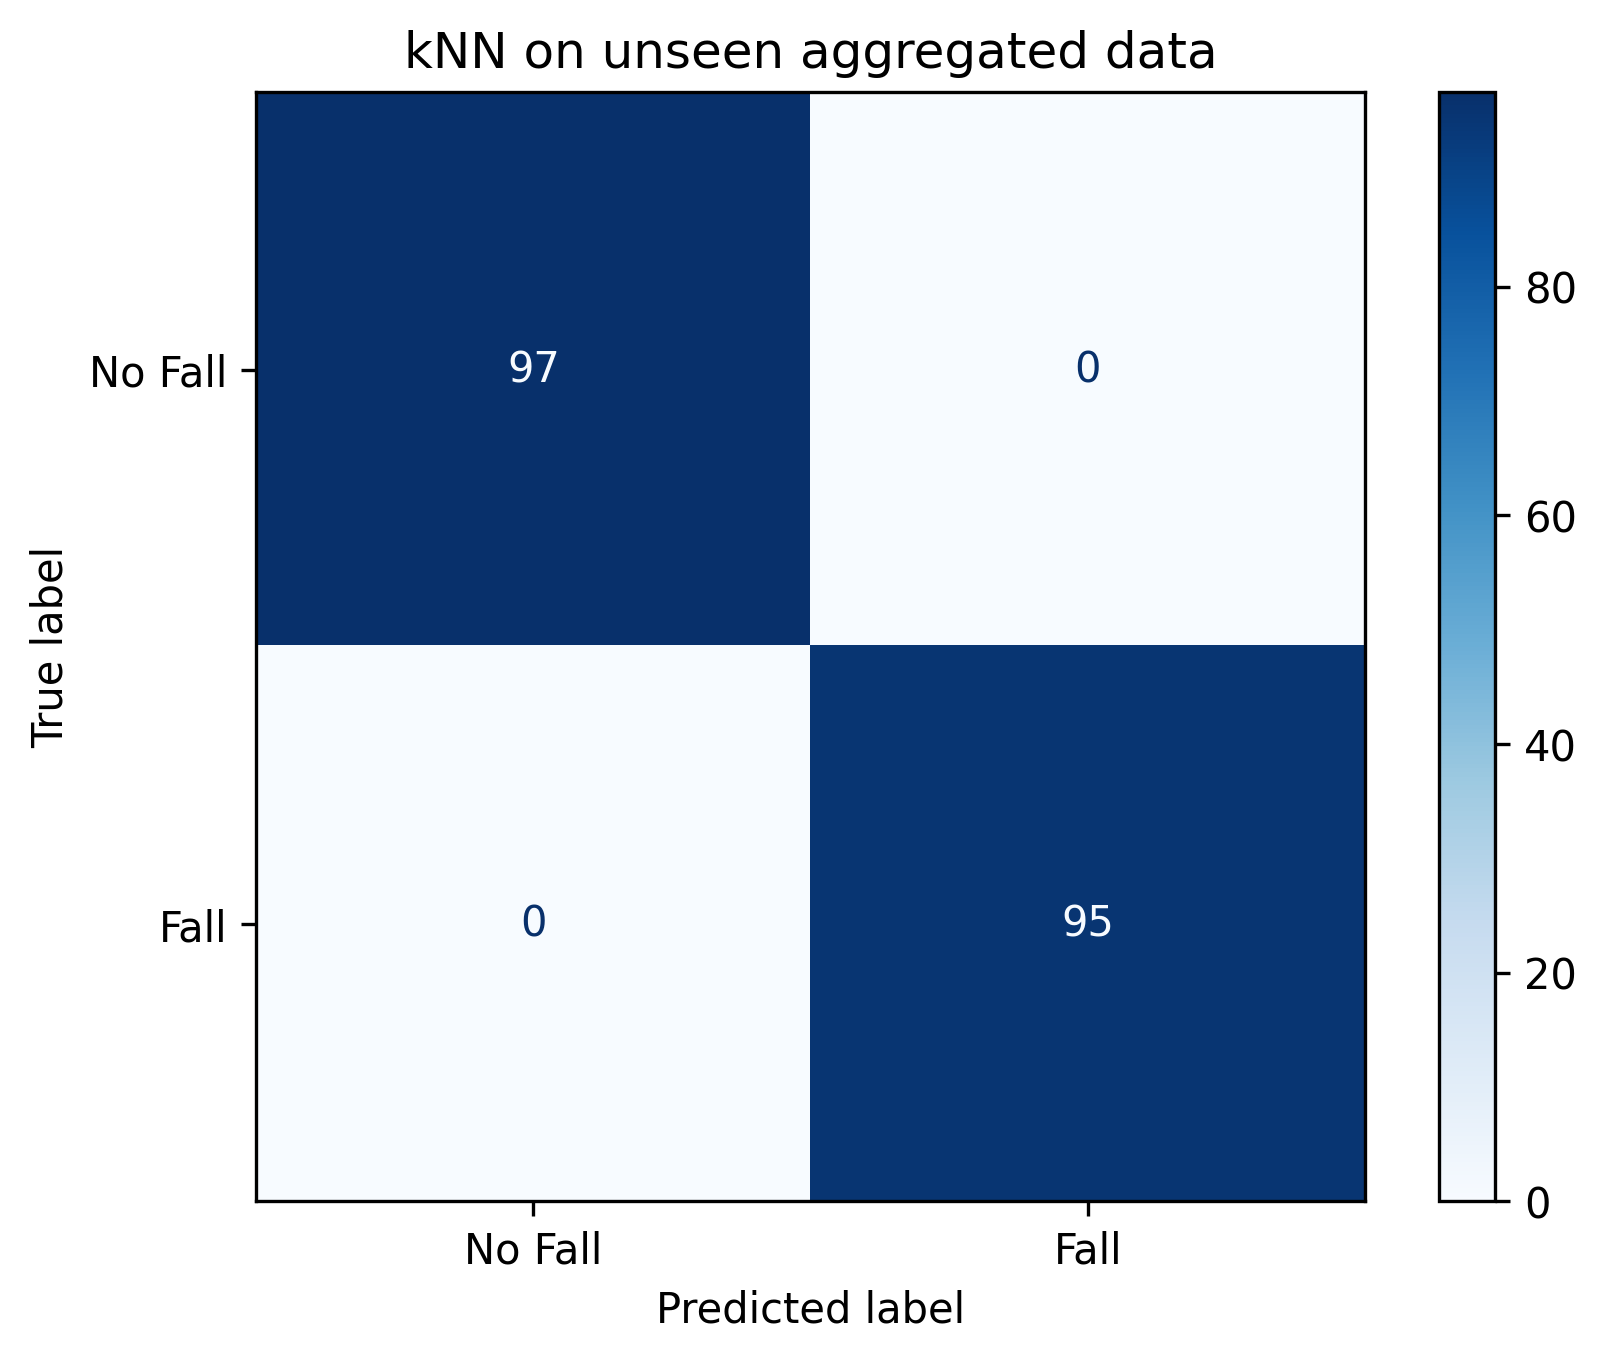 kNN on unseen aggregated data
True label
No Fall
97
0
Fall
0
95
No Fall
Fall
Predicted label
80
60
40
20
0